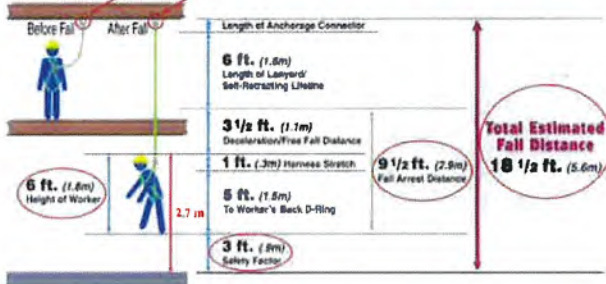 Before Fall After Fall
Length of Anchorage Connector
6 ft. (1.8m)
Length of Lanyard/
Self-Retracting Lifeline
3 1/2 ft. (1.1m)
Deceleration/Free Fall Distance
1 ft. (.3m) Harness Stretch
5 ft. (1.5m)
To Worker's Back D-Ring
3 ft. (.9m)
Safety Factor
6 ft. (1.8m)
Height of Worker
2.7 m
9 1/2 ft. (2.9m)
Fall Arrest Distance
Total Estimated
Fall Distance
18 1/2 ft. (5.6m)